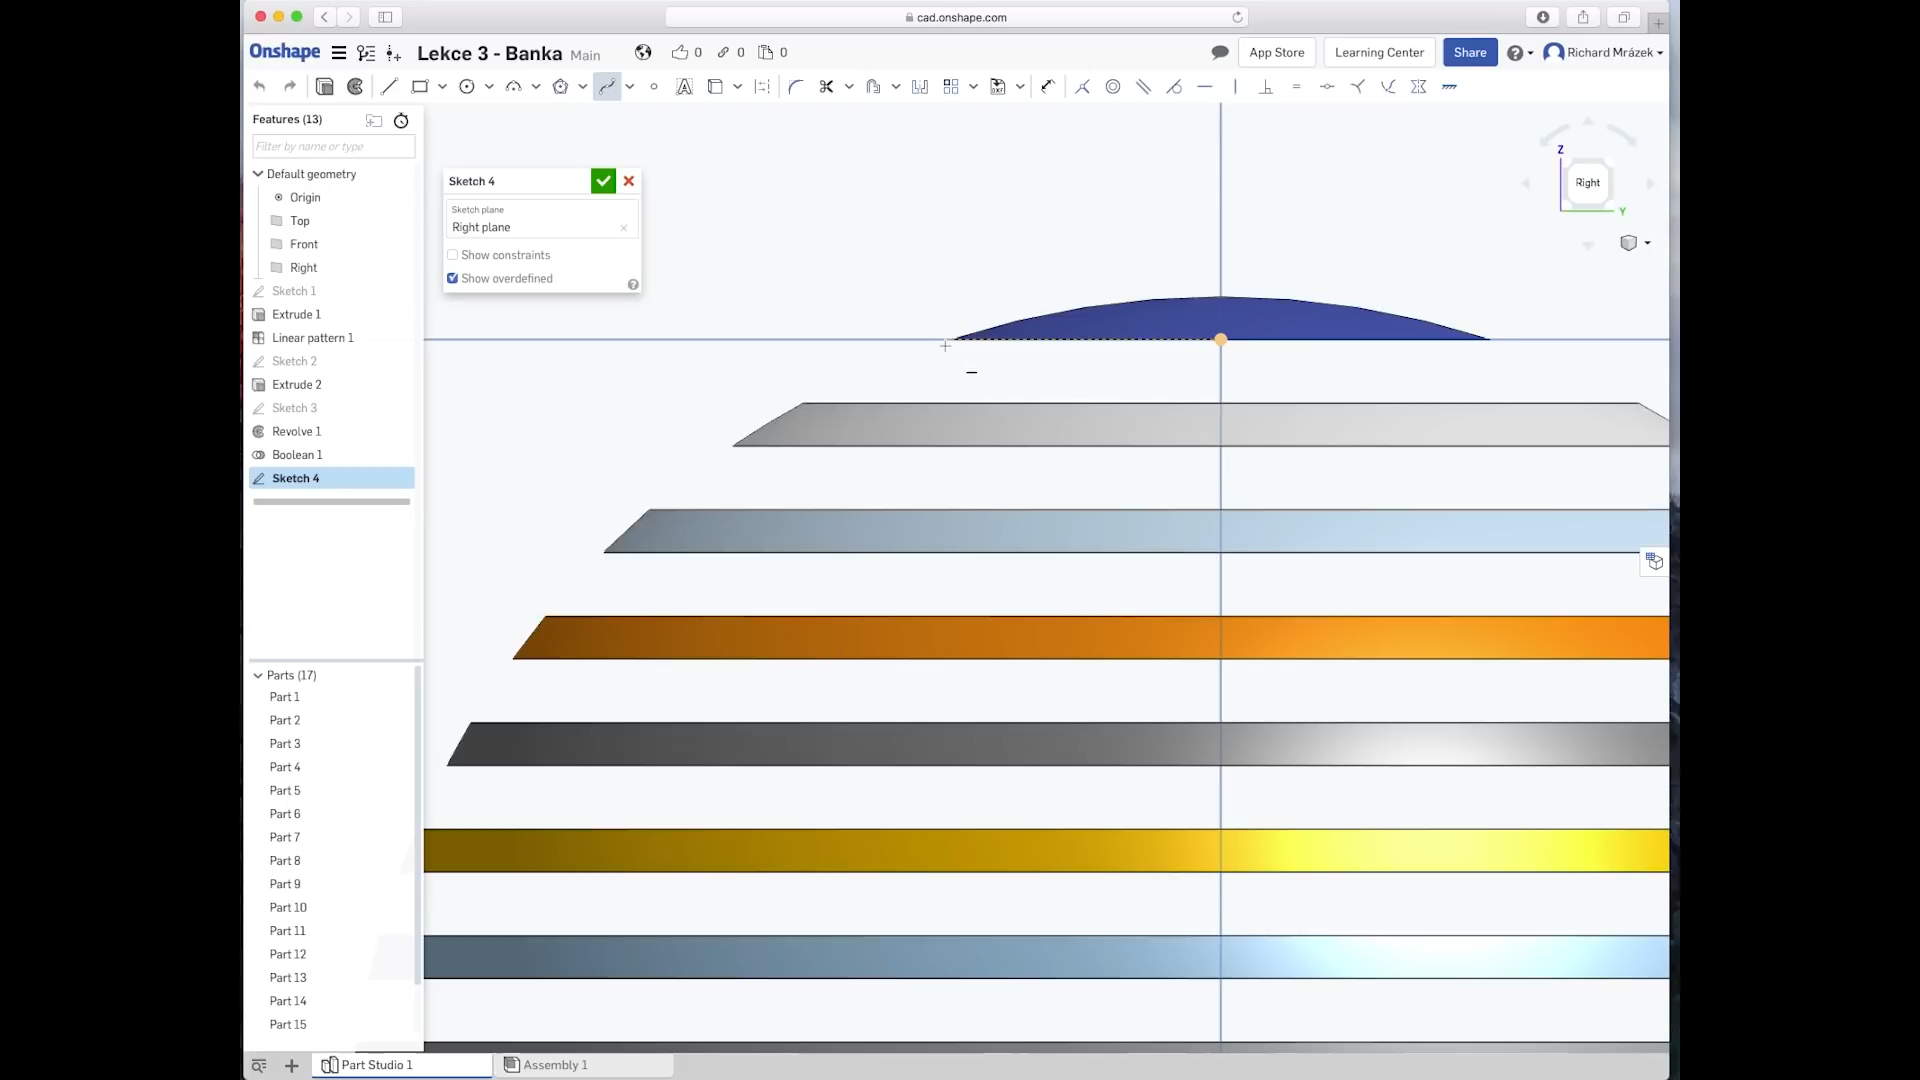 cad.onshape.com
Onshape
Lekce 3 - Banka Main
0
0
0
App Store
Learning Center
Share
Richard Mrázek
Features (13)
Filter by name or type
Default geometry
Origin
Top
Front
Right
Sketch 1
Extrude 1
Linear pattern 1
Sketch 2
Extrude 2
Sketch 3
Revolve 1
Boolean 1
Sketch 4
Sketch 4
Sketch plane
Right plane
Show constraints
Show overdefined
Z
Right
Y
Parts (17)
Part 1
Part 2
Part 3
Part 4
Part 5
Part 6
Part 7
Part 8
Part 9
Part 10
Part 11
Part 12
Part 13
Part 14
Part 15
Part Studio 1
Assembly 1